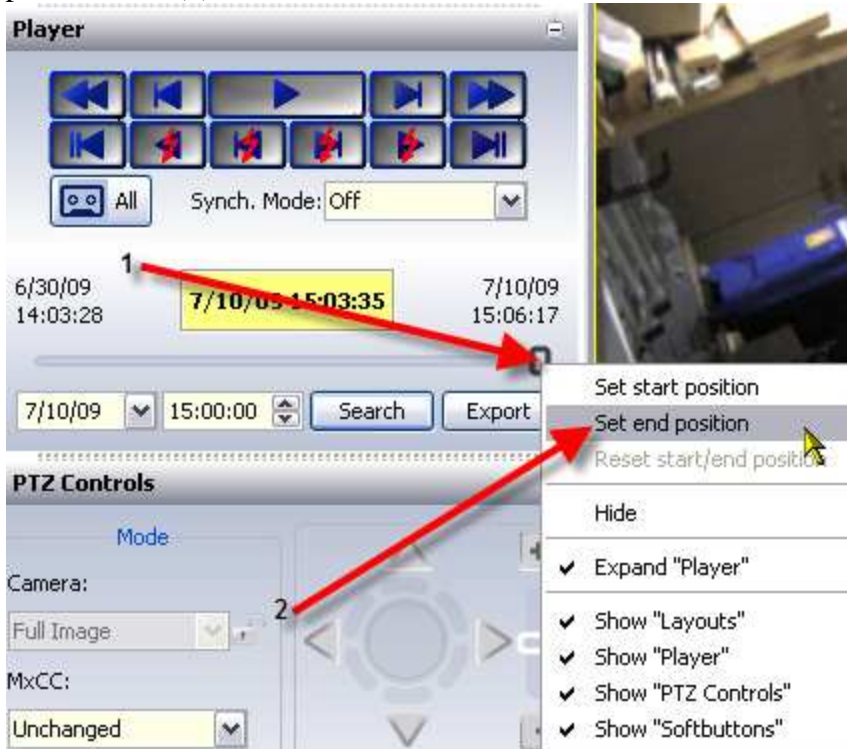 Player
All
Synch. Mode: Off
1
6/30/09
14:03:28
7/10/09 15:03:35
7/10/09
15:06:17
7/10/09
15:00:00
Search
Export
Set start position
Set end position
Reset start/end position
Hide
Expand "Player"
Show "Layouts"
Show "Player"
Show "PTZ Controls"
Show "Softbuttons"
PTZ Controls
Mode
Camera:
2
Full Image
MxCC:
Unchanged